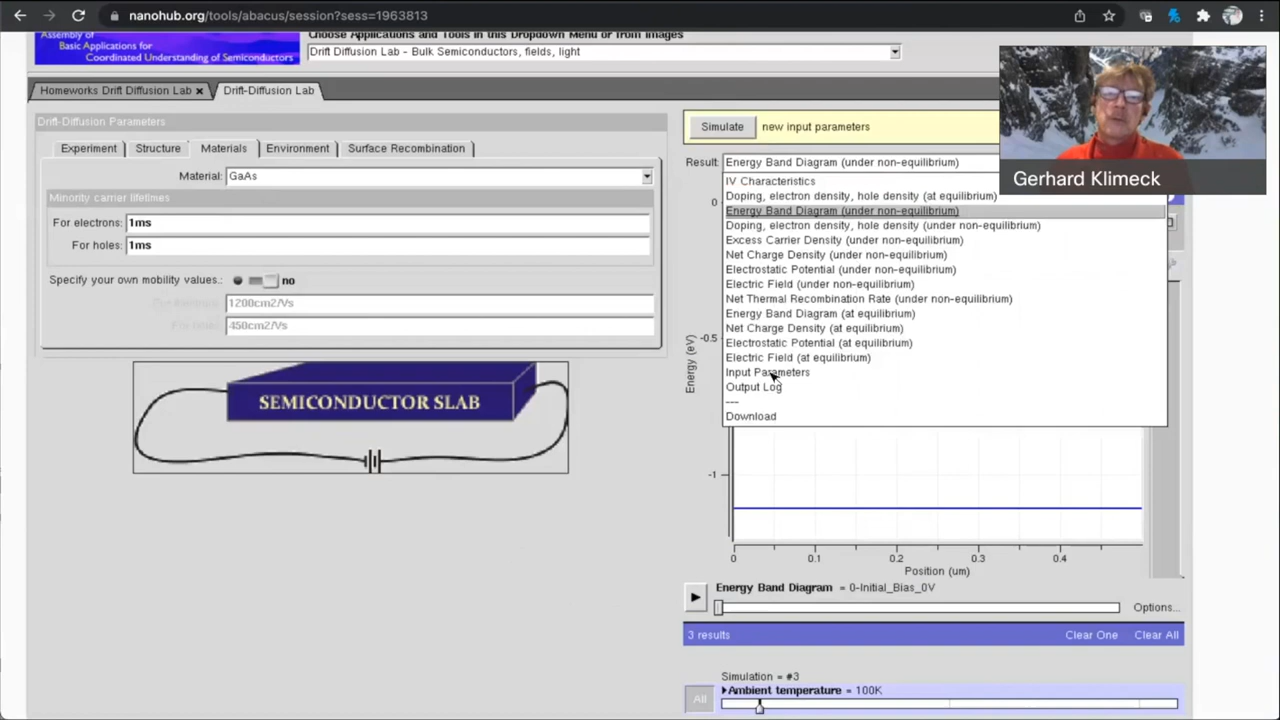 nanohub.org/tools/abacus/session?sess=1963813
Assembly of
Basic Applications for
Coordinated Understanding of Semiconductors
Choose Applications and Tools in this Dropdown Menu or from Images
Drift Diffusion Lab - Bulk Semiconductors, fields, light
Homeworks Drift Diffusion Lab ×
Drift-Diffusion Lab
Drift-Diffusion Parameters
Experiment
Structure
Materials
Environment
Surface Recombination
Material: GaAs
Minority carrier lifetimes
For electrons: 1ms
For holes: 1ms
Specify your own mobility values.: no
1200cm2/Vs
450cm2/Vs
SEMICONDUCTOR SLAB
Simulate new input parameters
Gerhard Klimeck
Result: Energy Band Diagram (under non-equilibrium)
IV Characteristics
Doping, electron density, hole density (at equilibrium)
Energy Band Diagram (under non-equilibrium)
Doping, electron density, hole density (under non-equilibrium)
Excess Carrier Density (under non-equilibrium)
Net Charge Density (under non-equilibrium)
Electrostatic Potential (under non-equilibrium)
Electric Field (under non-equilibrium)
Net Thermal Recombination Rate (under non-equilibrium)
Energy Band Diagram (at equilibrium)
Net Charge Density (at equilibrium)
Electrostatic Potential (at equilibrium)
Electric Field (at equilibrium)
Input Parameters
Output Log
---
Download
0
-0.5
-1
Energy (eV)
0 0.1 0.2 0.3 0.4
Position (um)
Energy Band Diagram = 0-Initial_Bias_0V
Options...
3 results
Clear One Clear All
Simulation = #3
All
Ambient temperature = 100K